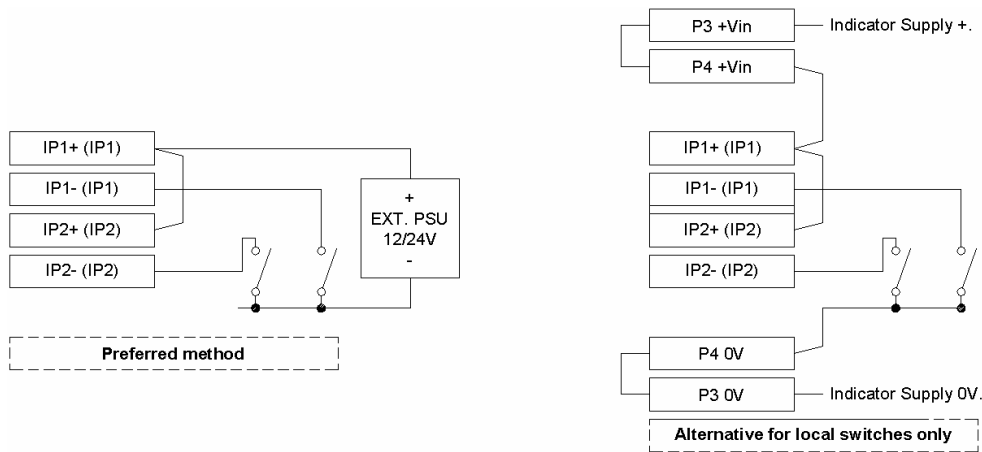 IP1+ (IP1)
IP1- (IP1)
IP2+ (IP2)
IP2- (IP2)
+
EXT. PSU
12/24V
-
Preferred method
P3 +Vin
Indicator Supply +.
P4 +Vin
IP1+ (IP1)
IP1- (IP1)
IP2+ (IP2)
IP2- (IP2)
P4 0V
P3 0V
Indicator Supply 0V.
Alternative for local switches only